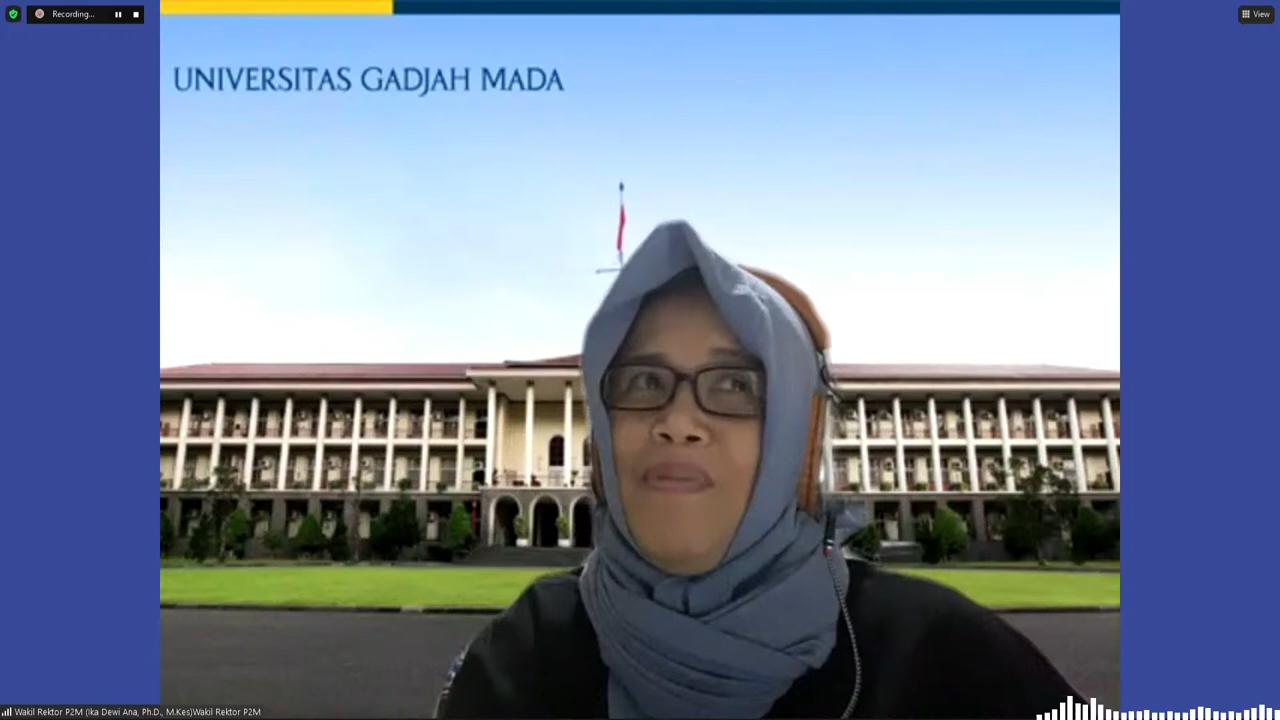 Recording...
View
UNIVERSITAS GADJAH MADA
Wakil Rektor P2M (Ika Dewi Ana, Ph.D., M.Kes)Wakil Rektor P2M